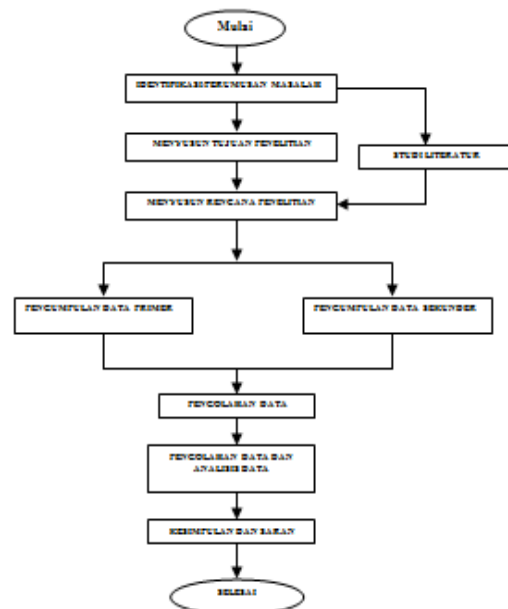 Mulai
IDENTIFIKASI PERUMUSAN MASALAH
MENYUSUN TUJUAN PENELITIAN
STUDI LITERATUR
MENYUSUN RENCANA PENELITIAN
PENGUMPULAN DATA PRIMER
PENGUMPULAN DATA SEKUNDER
PENGOLAHAN DATA
PENGOLAHAN DATA DAN
ANALISIS DATA
KESIMPULAN DAN SARAN
SELESAI